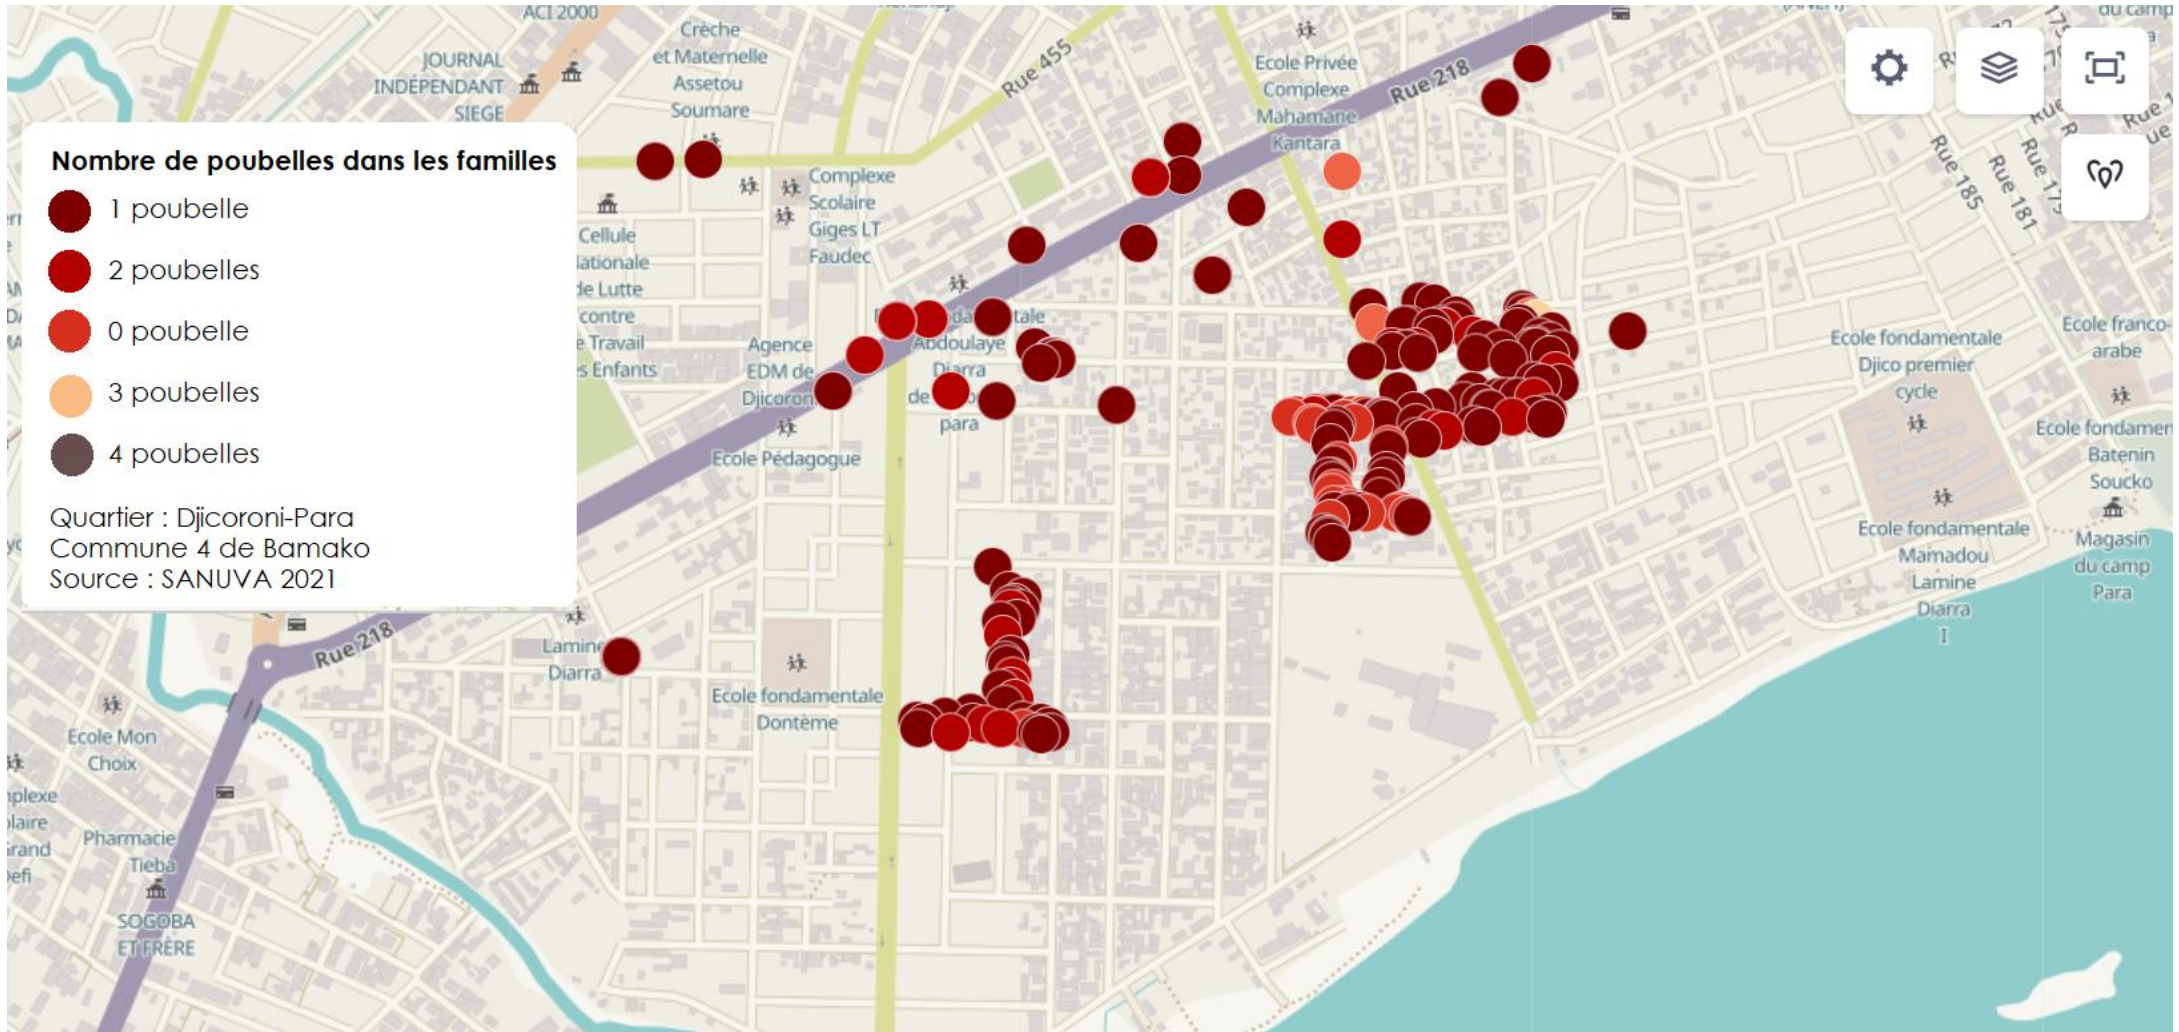 ACI 2000
JOURNAL
INDÉPENDANT
SIEGE
Crèche
et Maternelle
Assetou
Soumare
Rue 455
Ecole Privée
Complexe
Mahamane
Kantara
Rue 218
Rue 185
Rue 181
Nombre de poubelles dans les familles
1 poubelle
2 poubelles
0 poubelle
3 poubelles
4 poubelles
Quartier : Djicoroni-Para
Commune 4 de Bamako
Source : SANUVA 2021
Complexe
Scolaire
Giges LT
Faudec
Cellule
de Lutte
contre
Travail
Enfants
Agence
EDM de
Abdoulaye
Diarra
de
para
Ecole Pédagogue
Ecole fondamentale
Djico premier
cycle
Ecole franco-
arabe
Batenin
Soucko
Magasin
du camp
Para
Ecole fondamentale
Mamadou
Lamine
Diarra
I
Rue 218
Lamine
Diarra
Ecole fondamentale
Dontème
Ecole Mon
Choix
Pharmacie
Tieba
SOGOBA
ET FRÈRE